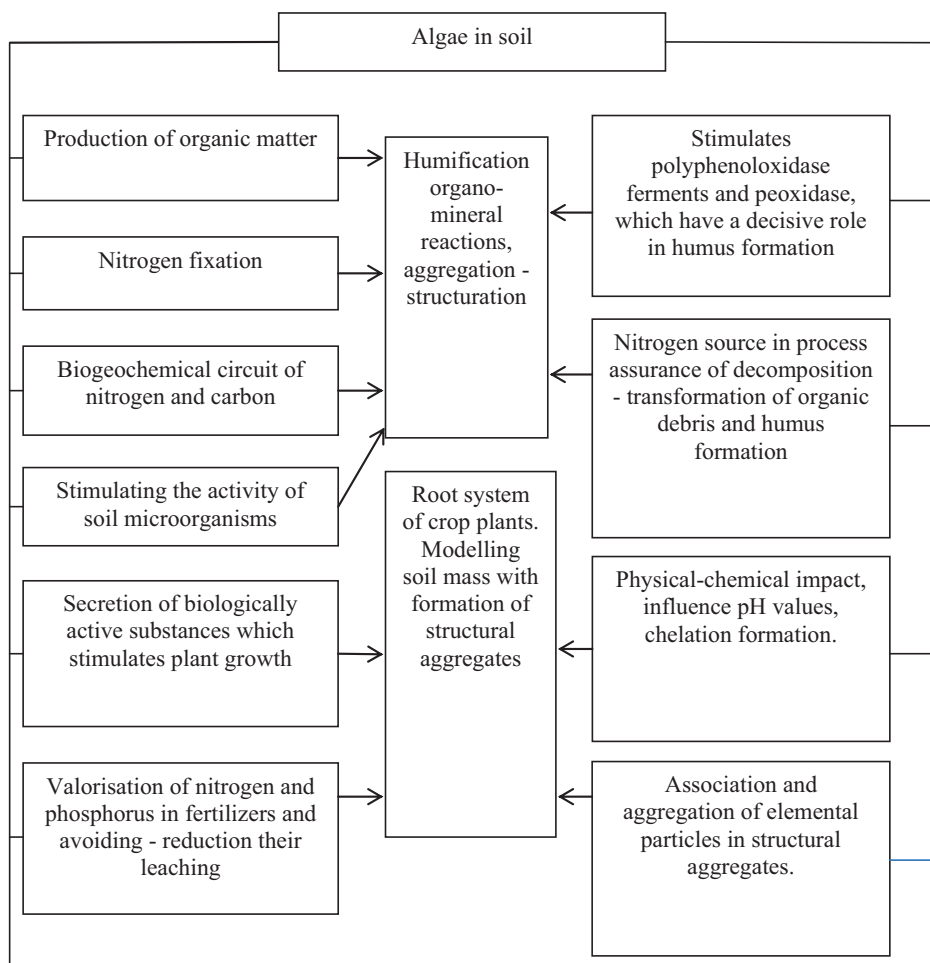 Algae in soil
Production of organic matter
Nitrogen fixation
Biogeochemical circuit of
nitrogen and carbon
Stimulating the activity of
soil microorganisms
Secretion of biologically
active substances which
stimulates plant growth
Valorisation of nitrogen and
phosphorus in fertilizers and
avoiding - reduction their
leaching
Humification
organo-
mineral
reactions,
aggregation -
structuration
Root system
of crop plants.
Modelling
soil mass with
formation of
structural
aggregates
Stimulates
polyphenoloxidase
ferments and peoxidase,
which have a decisive role
in humus formation
Nitrogen source in process
assurance of decomposition
- transformation of organic
debris and humus
formation
Physical-chemical impact,
influence pH values,
chelation formation.
Association and
aggregation of elemental
particles in structural
aggregates.